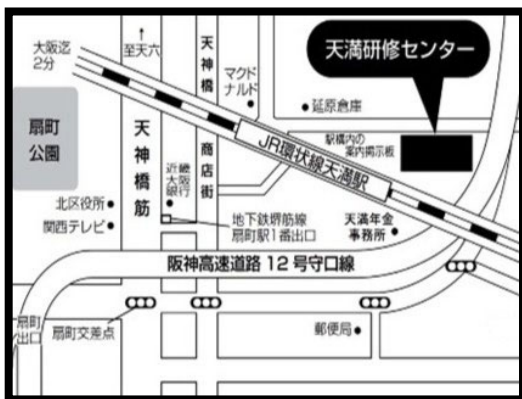 大阪迄
2分
↑
至天六
天神橋
商店街
マクド
ナルド
天満研修センター
延原倉庫
扇町
公園
天神橋筋
近畿
大阪
銀行
駅構内の
案内掲示板
JR環状線天満駅
北区役所
関西テレビ
地下鉄堺筋線
扇町駅1番出口
天満年金
事務所
阪神高速道路12号守口線
扇町
出口
扇町交差点
郵便局